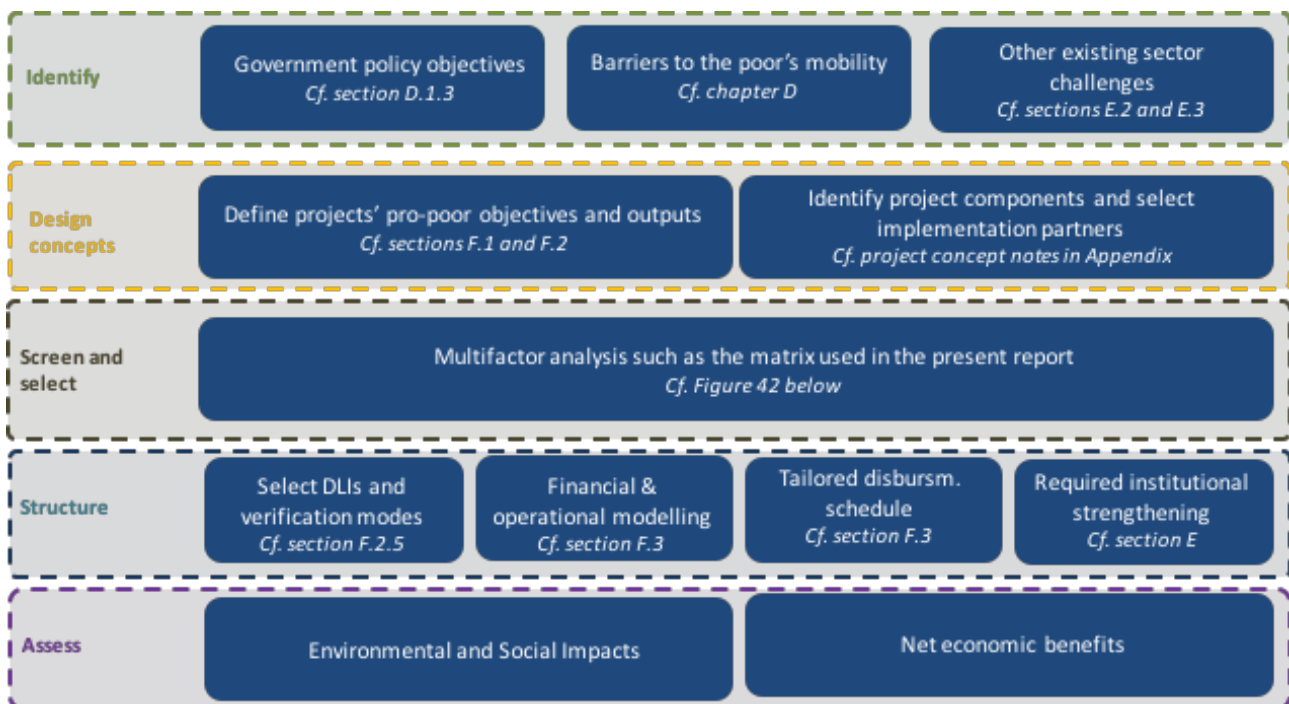 Identify
Government policy objectives
Cf. section D.1.3
Barriers to the poor's mobility
Cf. chapter D
Other existing sector
challenges
Cf. sections E.2 and E.3
Design
concepts
Define projects' pro-poor objectives and outputs
Cf. sections F.1 and F.2
Identify project components and select
implementation partners
Cf. project concept notes in Appendix
Screen and
select
Multifactor analysis such as the matrix used in the present report
Cf. Figure 42 below
Structure
Select DLIs and
verification modes
Cf. section F.2.5
Financial &
operational modelling
Cf. section F.3
Tailored disbursm.
schedule
Cf. section F.3
Required institutional
strengthening
Cf. section E
Assess
Environmental and Social Impacts
Net economic benefits